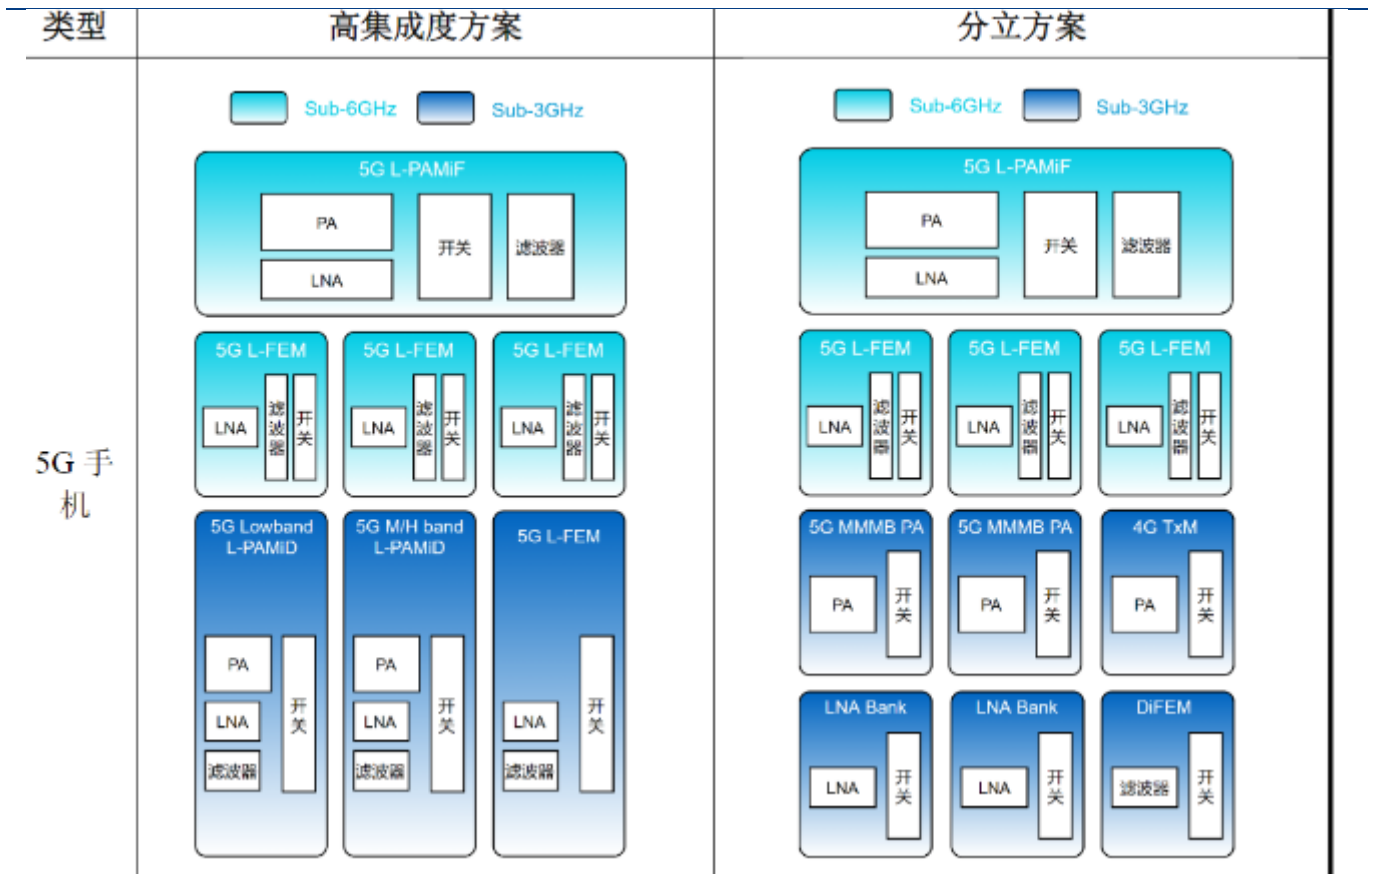 类型
高集成度方案
分立方案
5G 手
机
Sub-6GHz
Sub-3GHz
5G L-PAMiF
PA
LNA
开关
滤波器
5G L-FEM
LNA
滤波器
开关
5G L-FEM
LNA
滤波器
开关
5G L-FEM
LNA
滤波器
开关
5G Lowband
L-PAMiD
PA
LNA
滤波器
开关
5G M/H band
L-PAMiD
PA
LNA
滤波器
开关
5G L-FEM
LNA
滤波器
开关
Sub-6GHz
Sub-3GHz
5G L-PAMiF
PA
LNA
开关
滤波器
5G L-FEM
LNA
滤波器
开关
5G L-FEM
LNA
滤波器
开关
5G L-FEM
LNA
滤波器
开关
5G MMMB PA
PA
开关
5G MMMB PA
PA
开关
4G TxM
PA
开关
LNA Bank
LNA
开关
LNA Bank
LNA
开关
DiFEM
滤波器
开关